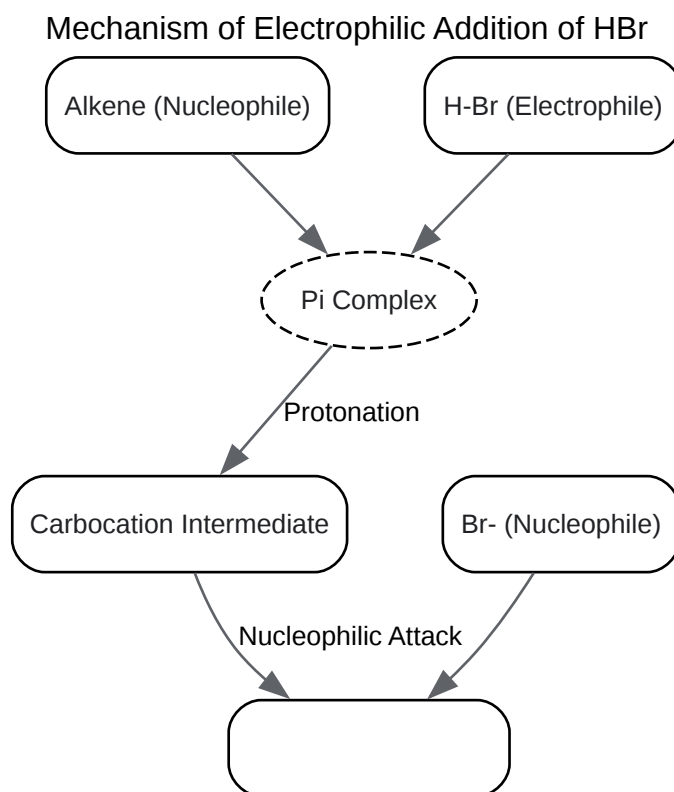 Mechanism of Electrophilic Addition of HBr
Alkene (Nucleophile)
H-Br (Electrophile)
Pi Complex
Protonation
Carbocation Intermediate
Br- (Nucleophile)
Nucleophilic Attack